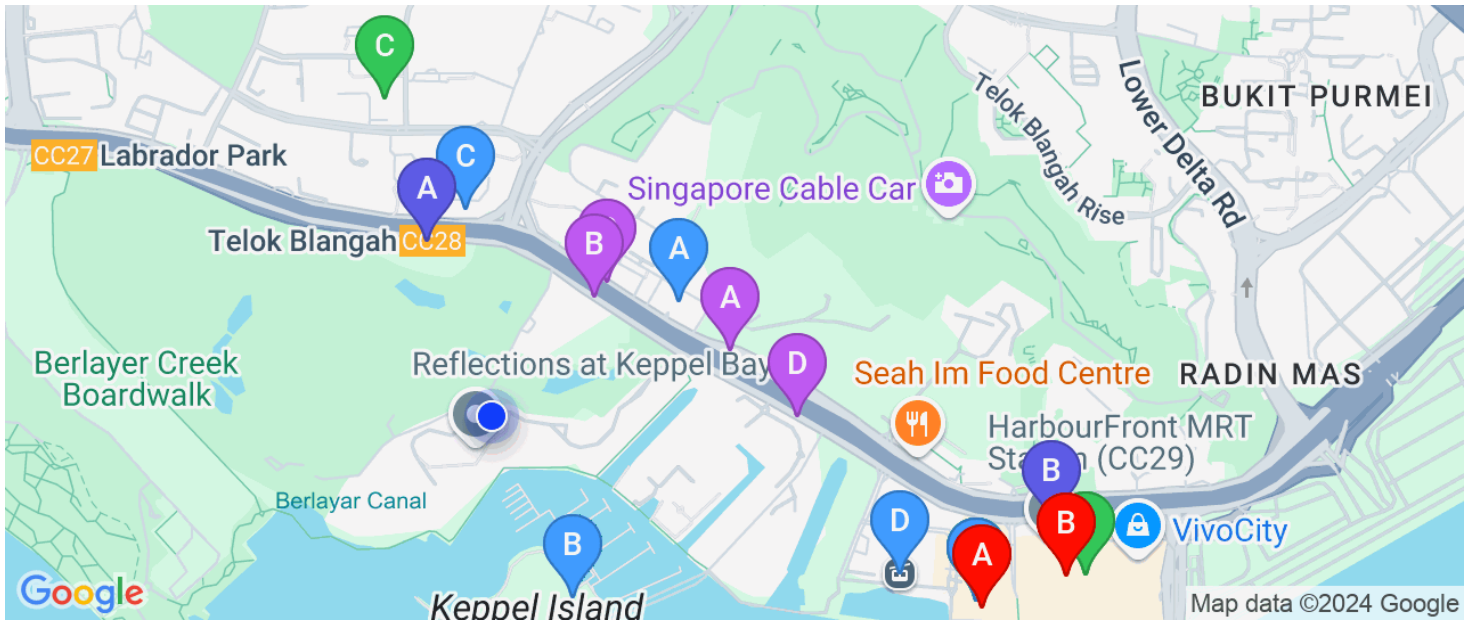 C
BUKIT PURMEI
Lower Delta Rd
Telok Blangah Rise
CC27 Labrador Park
C
A
Singapore Cable Car
Telok Blangah CC28
B
A
A
Berlayer Creek
Boardwalk
Reflections at Keppel Bay
D
Seah Im Food Centre
RADIN MAS
HarbourFront MRT
(CC29)
B
Berlayar Canal
B
D
A
B
VivoCity
Google
Keppel Island
Map data ©2024 Google